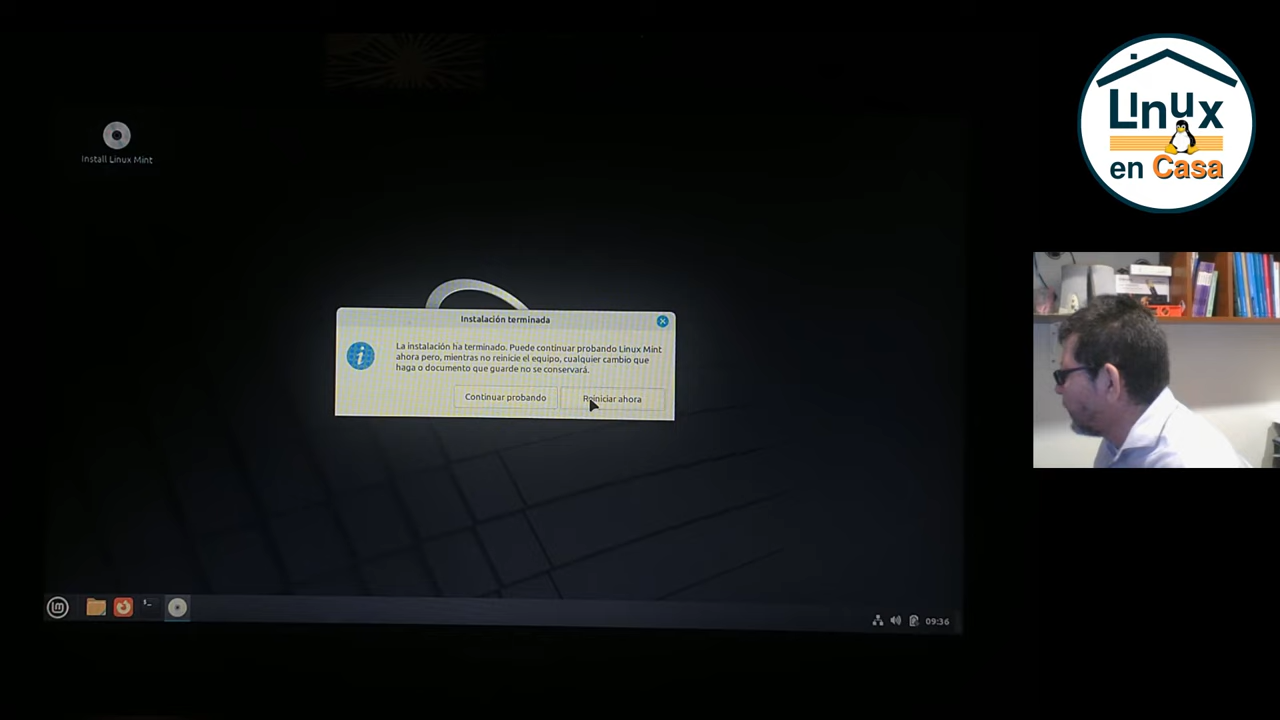 Linux
en Casa
Install Linux Mint
Instalación terminada
La instalación ha terminado. Puede continuar probando Linux Mint
ahora pero, mientras no reinicie el equipo, cualquier cambio que
haga o documento que guarde no se conservará.
Continuar probando
Reiniciar ahora
09:36